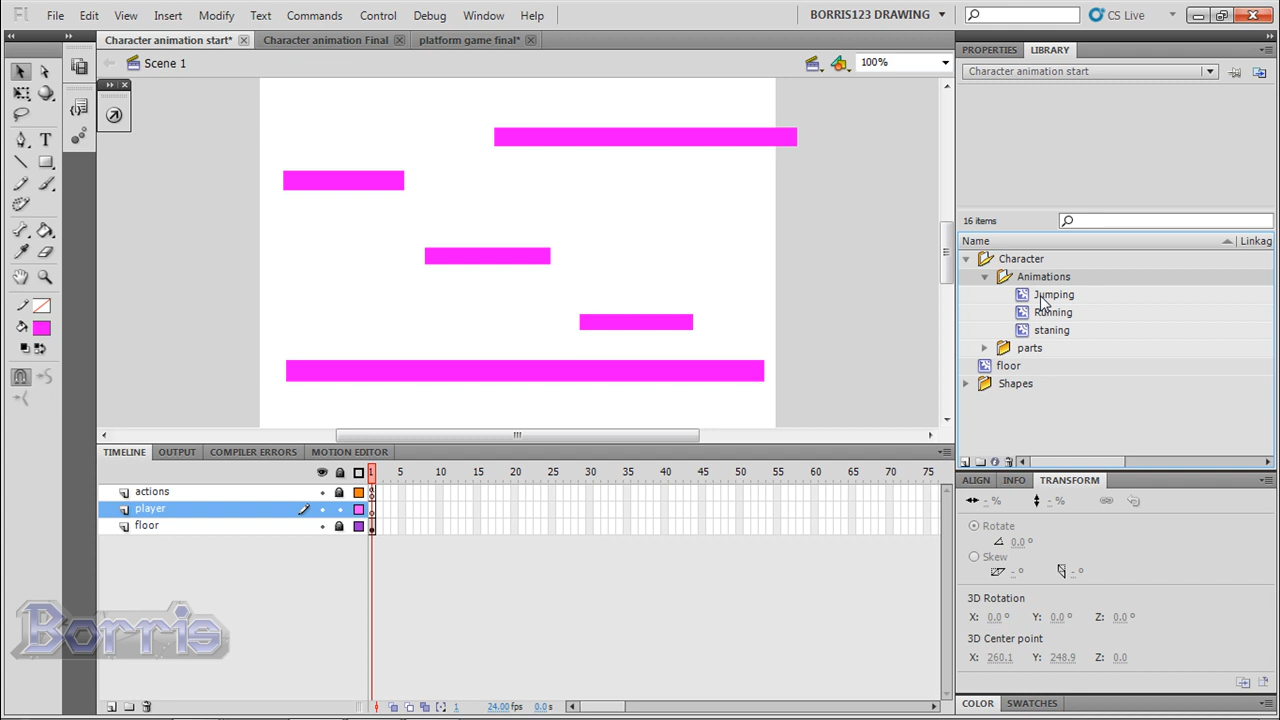 Fl File Edit View Insert Modify Text Commands Control Debug Window Help BORRIS123 DRAWING CS Live
Character animation start* Character animation Final platform game final*
Scene 1 100%
PROPERTIES LIBRARY
Character animation start
16 items
Name Linkag
Character
Animations
Jumping
Running
staning
parts
floor
Shapes
TIMELINE OUTPUT COMPILER ERRORS MOTION EDITOR
1 5 10 15 20 25 30 35 40 45 50 55 60 65 70 75
actions
player
floor
1 24.00 fps 0.0 s
ALIGN INFO TRANSFORM
- % - %
Rotate
0.0 °
Skew
- ° - °
3D Rotation
X: 0.0 ° Y: 0.0 ° Z: 0.0 °
3D Center point
X: 260.1 Y: 248.9 Z: 0.0
COLOR SWATCHES
Borris